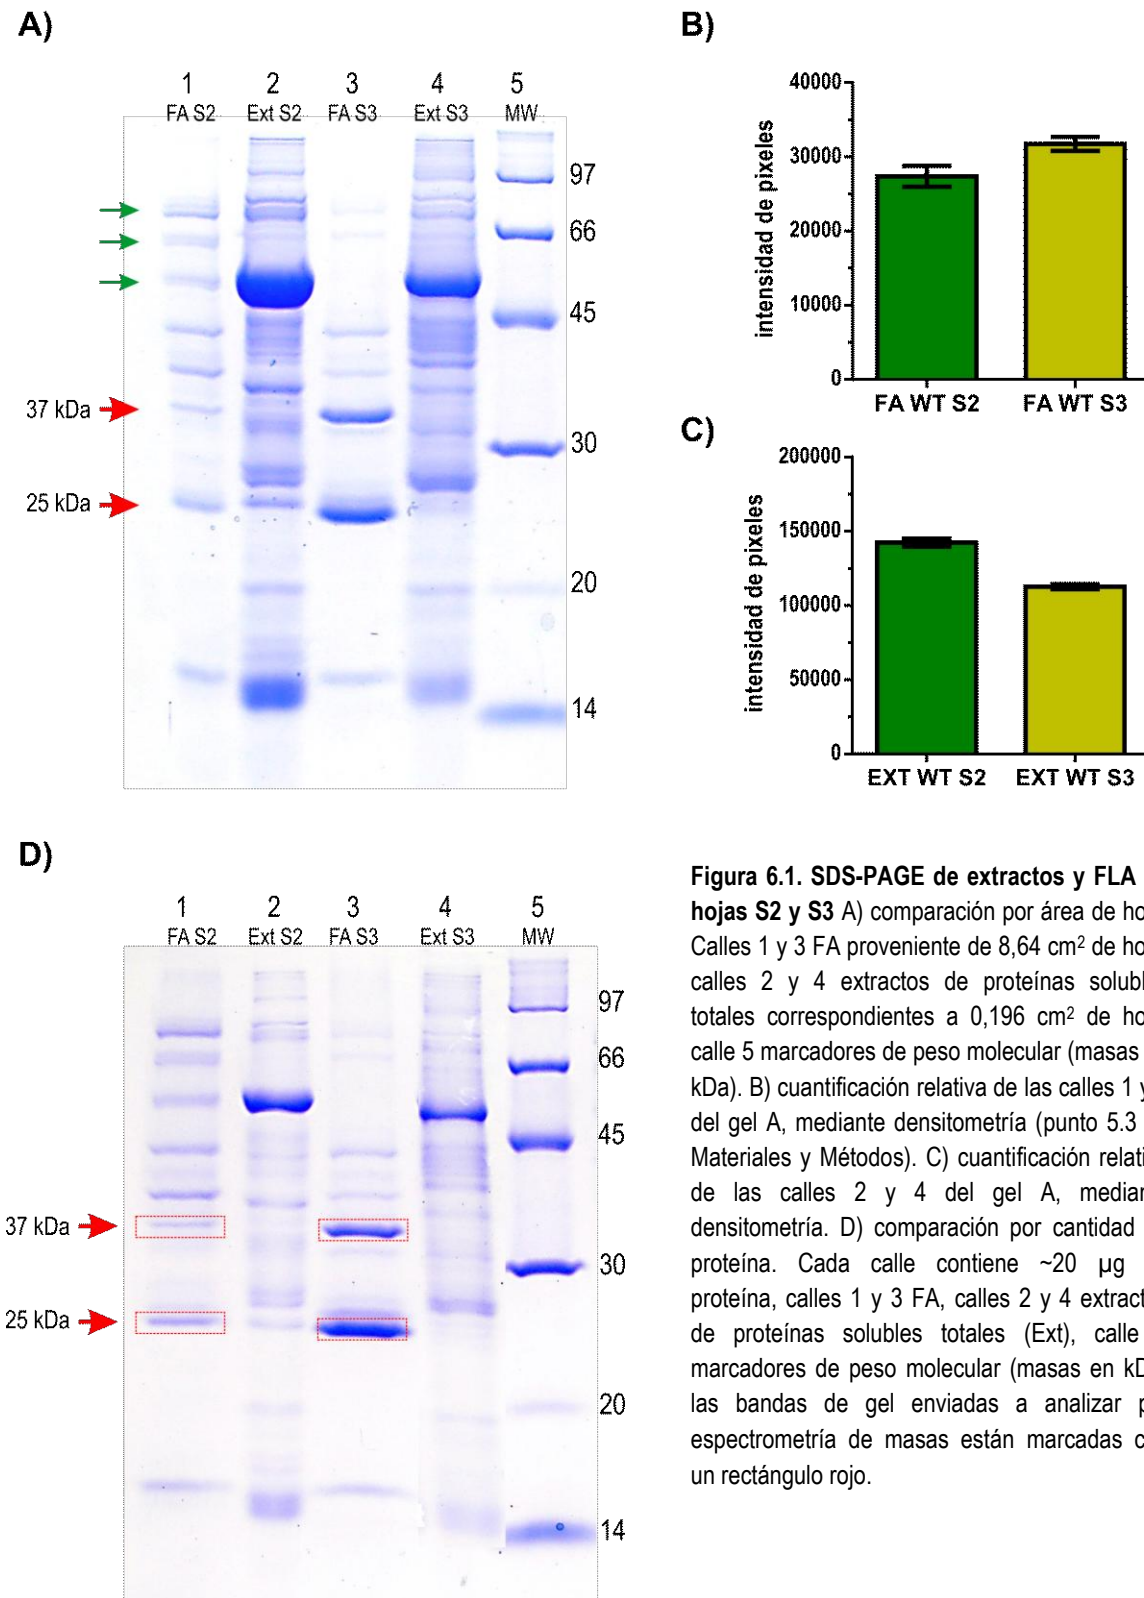 A)
1 2 3 4 5
FA S2 Ext S2 FA S3 Ext S3 MW
97
66
45
37 kDa
30
25 kDa
20
14
B)
40000
30000
20000
10000
0
intensidad de pixeles
FA WT S2 FA WT S3
C)
200000
150000
100000
50000
0
intensidad de pixeles
EXT WT S2 EXT WT S3
D)
1 2 3 4 5
FA S2 Ext S2 FA S3 Ext S3 MW
97
66
45
37 kDa
30
25 kDa
20
14
Figura 6.1. SDS-PAGE de extractos y FLA
hojas S2 y S3 A) comparación por área de ho
Calles 1 y 3 FA proveniente de 8,64 cm² de ho
calles 2 y 4 extractos de proteínas solubl
totales correspondientes a 0,196 cm² de ho
calle 5 marcadores de peso molecular (masas
kDa). B) cuantificación relativa de las calles 1 y
del gel A, mediante densitometría (punto 5.3
Materiales y Métodos). C) cuantificación relati
de las calles 2 y 4 del gel A, median
densitometría. D) comparación por cantidad
proteína. Cada calle contiene ~20 µg
proteína, calles 1 y 3 FA, calles 2 y 4 extract
de proteínas solubles totales (Ext), calle
marcadores de peso molecular (masas en kD
las bandas de gel enviadas a analizar p
espectrometría de masas están marcadas c
un rectángulo rojo.